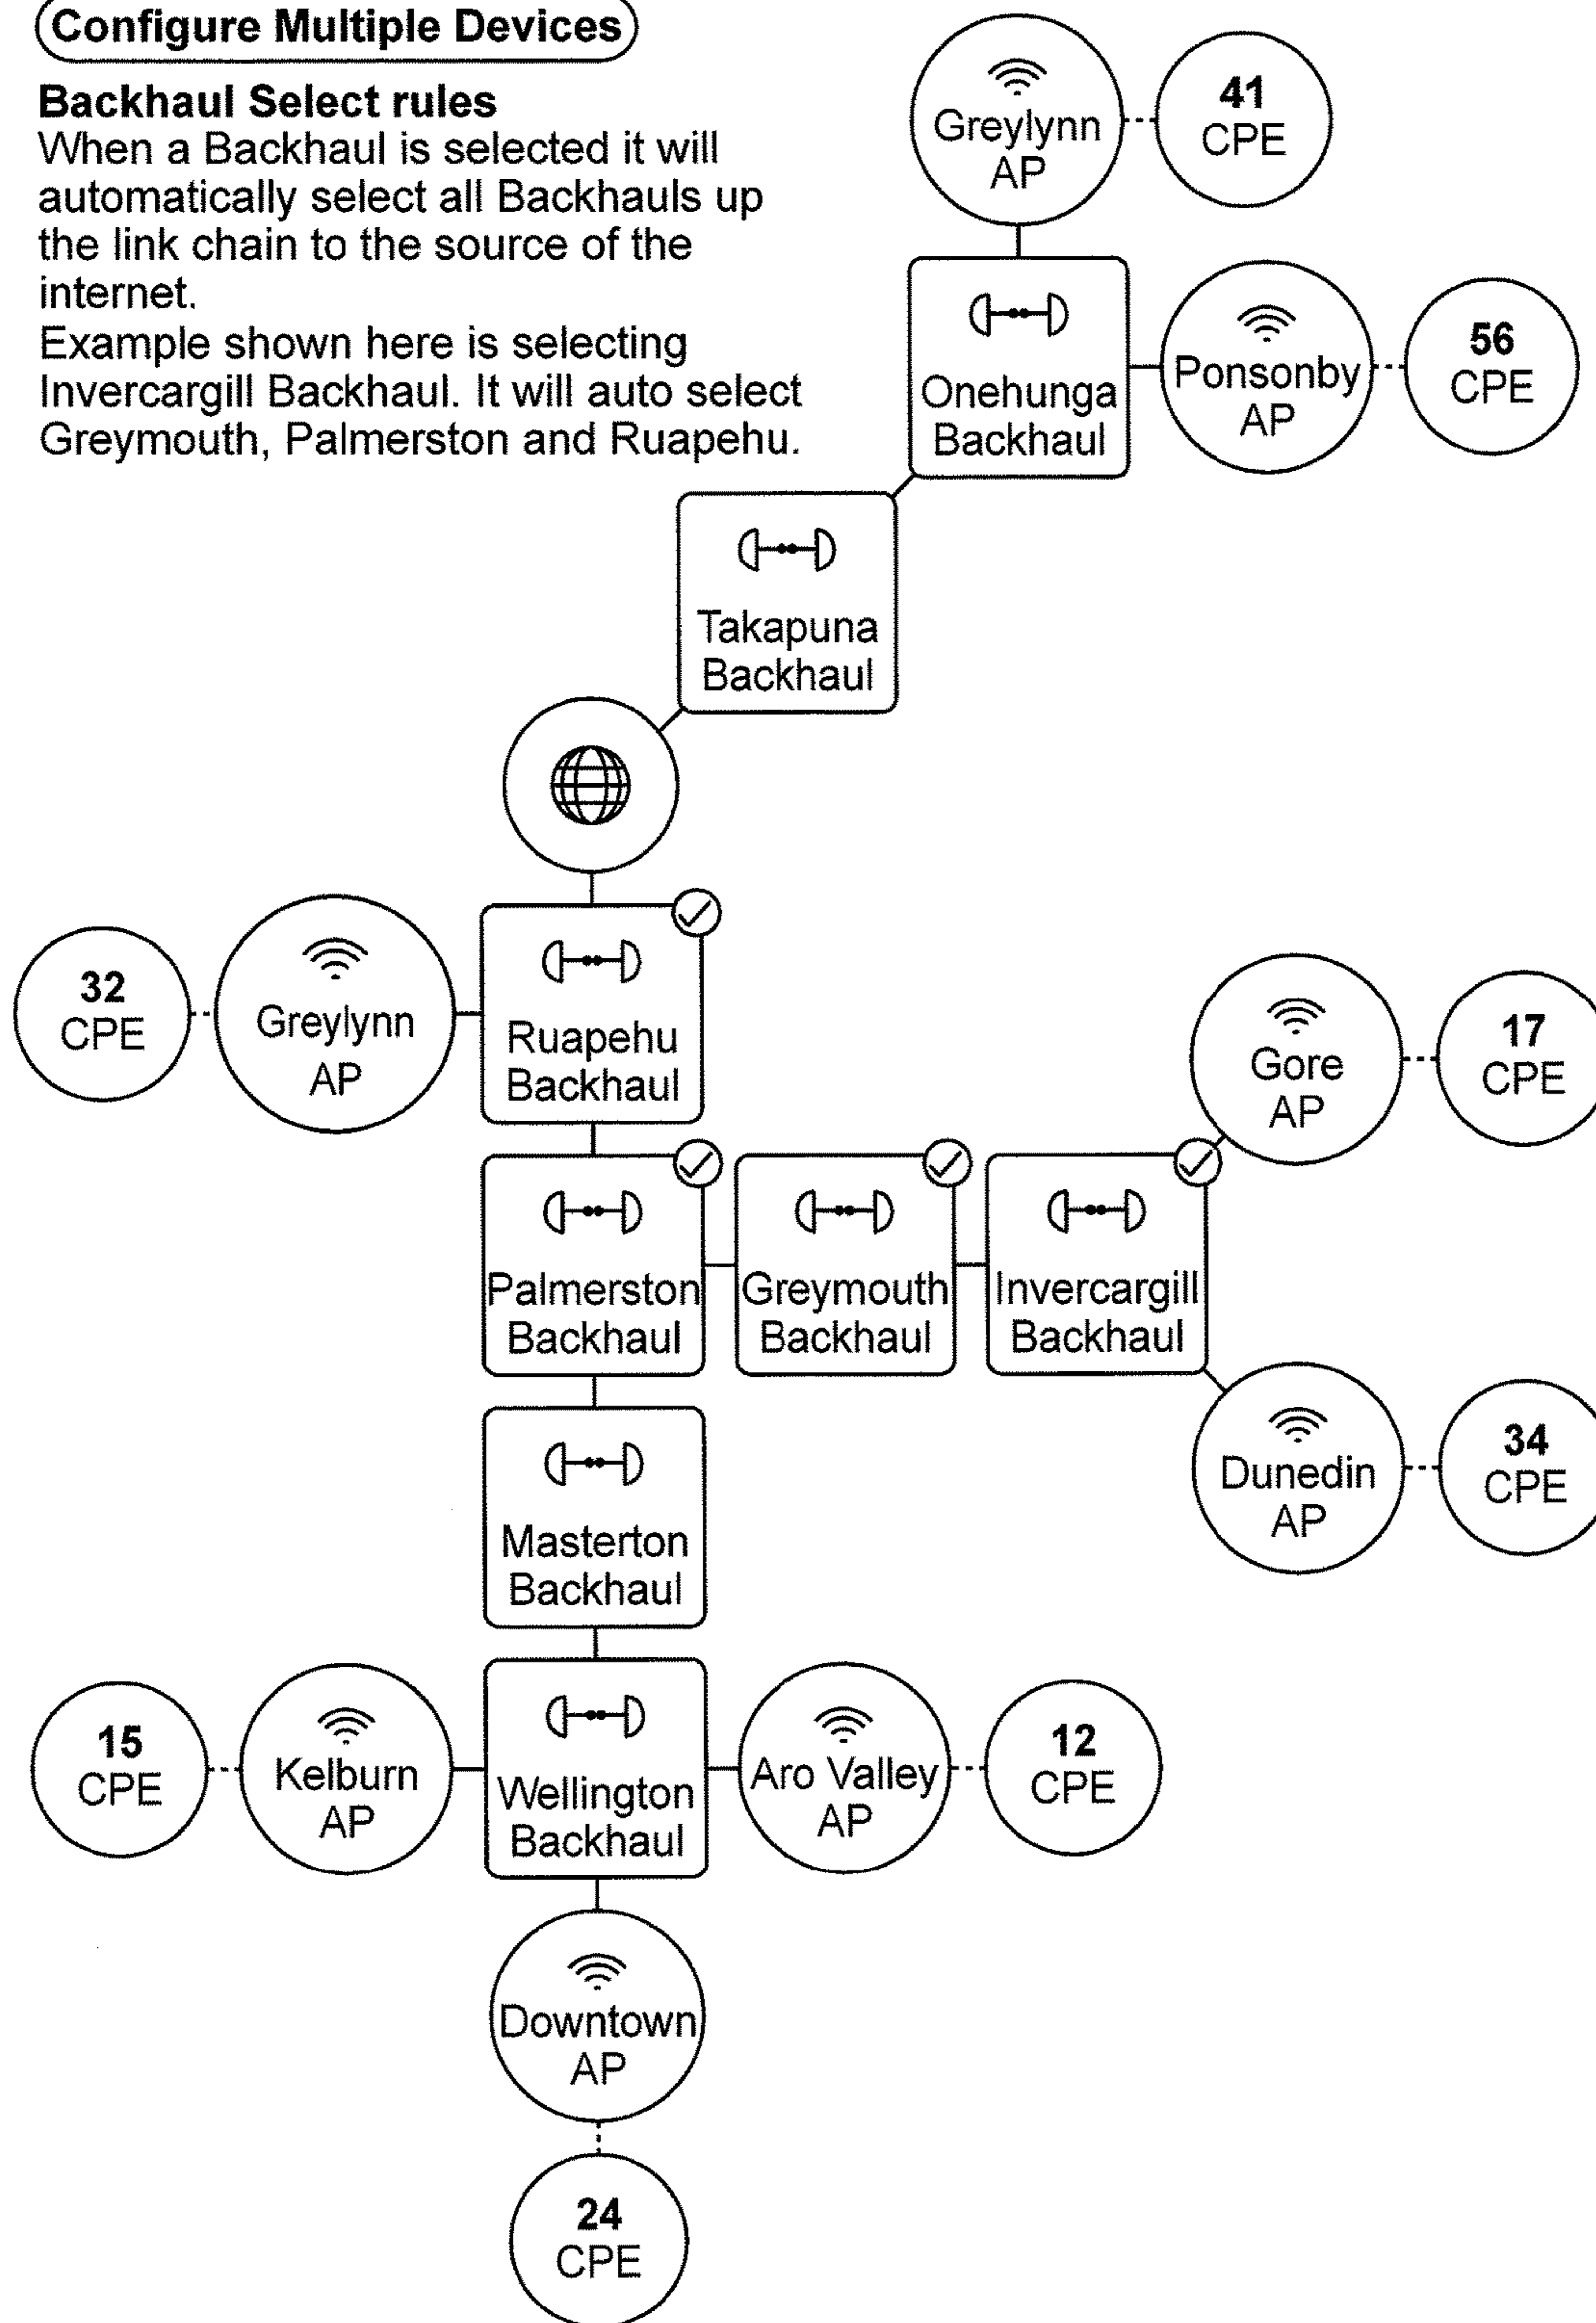 Configure Multiple Devices
Backhaul Select rules
When a Backhaul is selected it will
automatically select all Backhauls up
the link chain to the source of the
internet.
Example shown here is selecting
Invercargill Backhaul. It will auto select
Greymouth, Palmerston and Ruapehu.
Greylynn
AP
41
CPE
Onehunga
Backhaul
Ponsonby
AP
56
CPE
Takapuna
Backhaul
32
CPE
Greylynn
AP
Ruapehu
Backhaul
Gore
AP
17
CPE
Palmerston
Backhaul
Greymouth
Backhaul
Invercargill
Backhaul
Dunedin
AP
34
CPE
Masterton
Backhaul
15
CPE
Kelburn
AP
Wellington
Backhaul
Aro Valley
AP
12
CPE
Downtown
AP
24
CPE